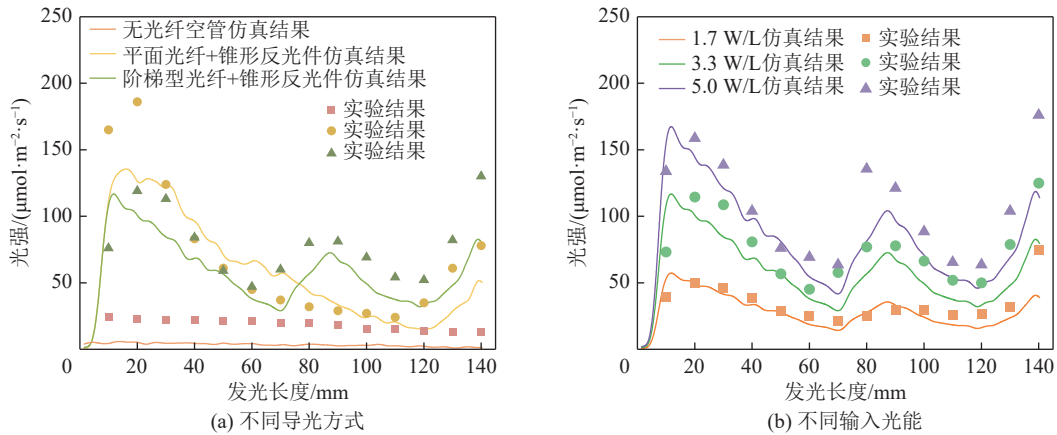 250
200
150
100
50
0
光强/(μmol·m⁻²·s⁻¹)
无光纤空管仿真结果
平面光纤+锥形反光件仿真结果
阶梯型光纤+锥形反光件仿真结果
实验结果
实验结果
实验结果
20 40 60 80 100 120 140
发光长度/mm
(a) 不同导光方式
250
200
150
100
50
0
光强/(μmol·m⁻²·s⁻¹)
1.7 W/L仿真结果 实验结果
3.3 W/L仿真结果 实验结果
5.0 W/L仿真结果 实验结果
20 40 60 80 100 120 140
发光长度/mm
(b) 不同输入光能